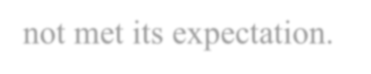 not met its expectation.